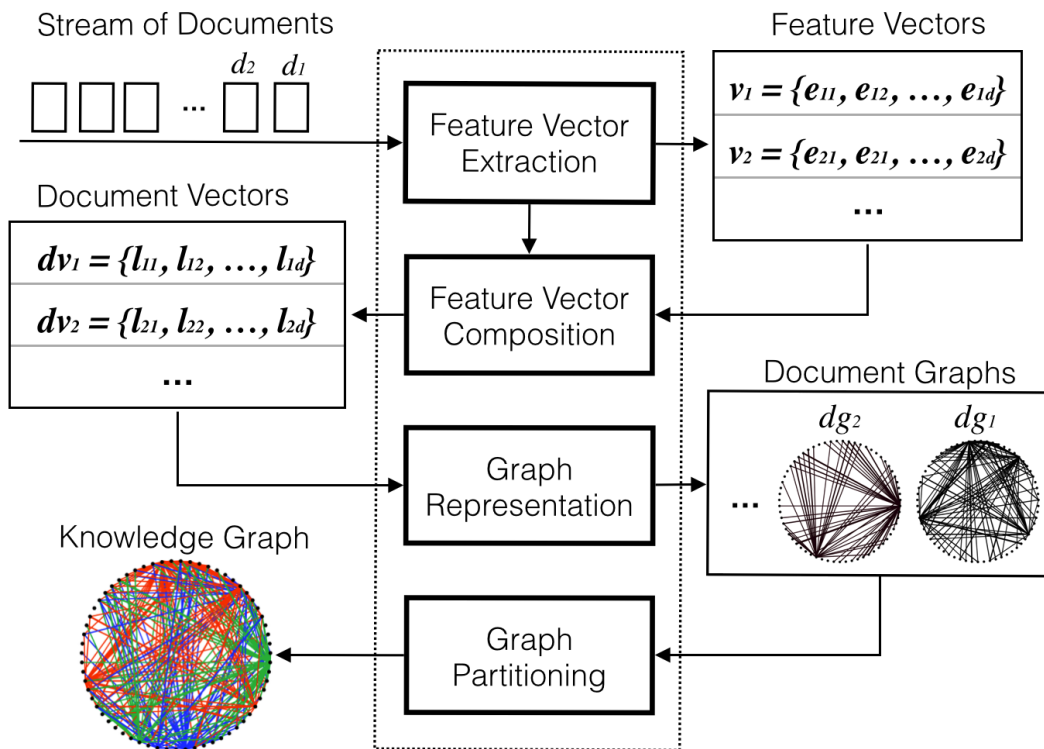 Stream of Documents
d2 d1
...
Feature Vector
Extraction
Feature Vectors
v1 = {e11, e12, ..., e1d}
v2 = {e21, e21, ..., e2d}
...
Document Vectors
dv1 = {l11, l12, ..., l1d}
dv2 = {l21, l22, ..., l2d}
...
Feature Vector
Composition
Graph
Representation
Document Graphs
dg2 dg1
...
Knowledge Graph
Graph
Partitioning